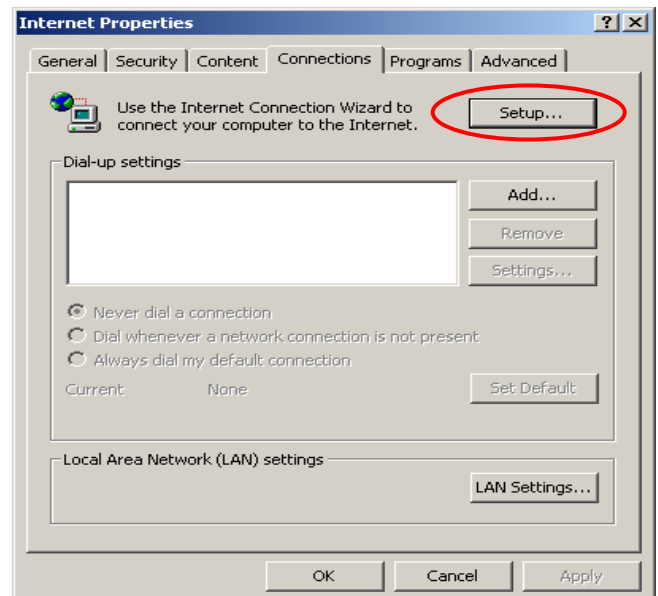 Internet Properties
? X
General Security Content Connections Programs Advanced
Use the Internet Connection Wizard to
connect your computer to the Internet.
Setup...
Dial-up settings
Add...
Remove
Settings...
Never dial a connection
Dial whenever a network connection is not present
Always dial my default connection
Current None
Set Default
Local Area Network (LAN) settings
LAN Settings...
OK Cancel Apply